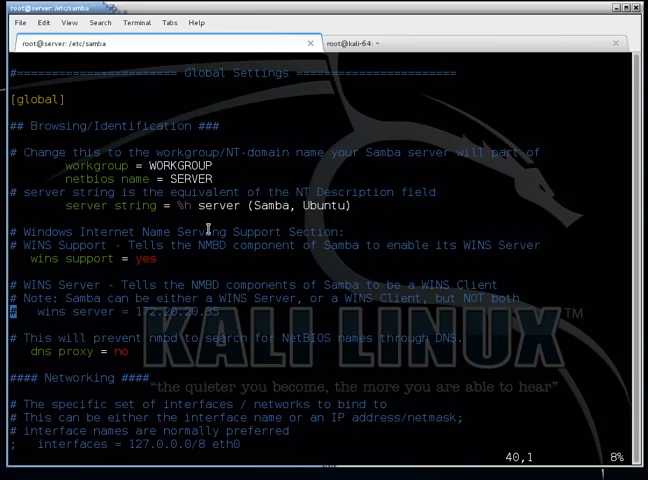 root@server: /etc/samba
File Edit View Search Terminal Tabs Help
root@server: /etc/samba
root@kali-64: ~
#======================= Global Settings =======================
[global]
## Browsing/Identification ###
# Change this to the workgroup/NT-domain name your Samba server will part of
workgroup = WORKGROUP
netbios name = SERVER
# server string is the equivalent of the NT Description field
server string = %h server (Samba, Ubuntu)
# Windows Internet Name Serving Support Section:
# WINS Support - Tells the NMBD component of Samba to enable its WINS Server
wins support = yes
# WINS Server - Tells the NMBD components of Samba to be a WINS Client
# Note: Samba can be either a WINS Server, or a WINS Client, but NOT both
# wins server = 172.20.20.35
# This will prevent nmbd to search for NetBIOS names through DNS.
dns proxy = no
KALI LINUX™
#### Networking ####
"the quieter you become, the more you are able to hear"
# The specific set of interfaces / networks to bind to
# This can be either the interface name or an IP address/netmask;
# interface names are normally preferred
; interfaces = 127.0.0.0/8 eth0
40,1 8%